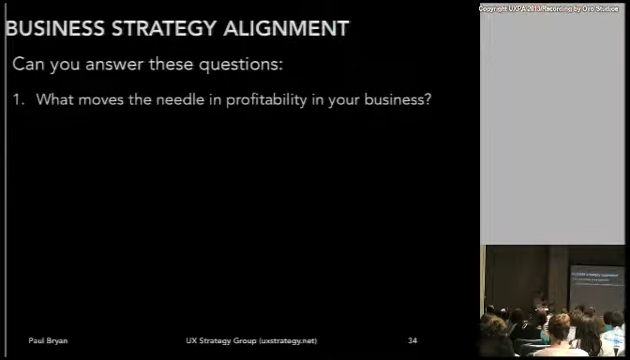 Copyright UXPA 2013/Recording by Ovo Studios
BUSINESS STRATEGY ALIGNMENT
Can you answer these questions:
1. What moves the needle in profitability in your business?
Paul Bryan
UX Strategy Group (uxstrategy.net)
34